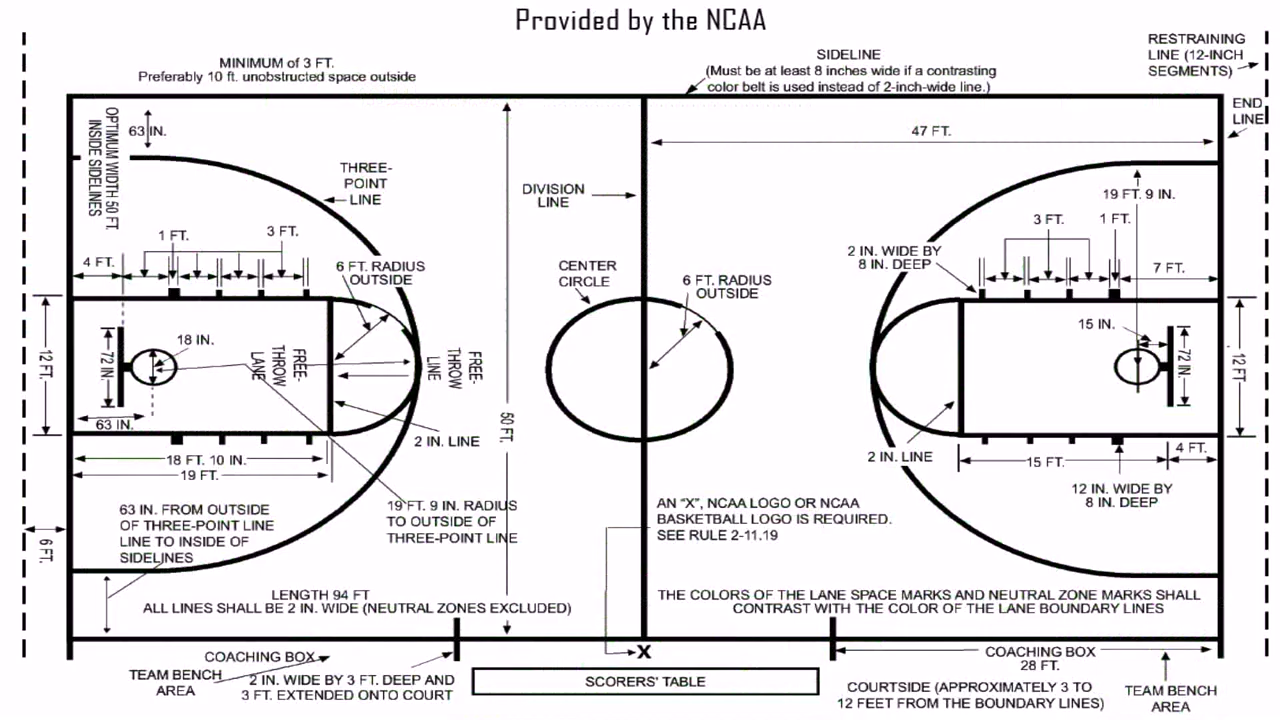 Provided by the NCAA
MINIMUM of 3 FT.
Preferably 10 ft. unobstructed space outside
SIDELINE
(Must be at least 8 inches wide if a contrasting
color belt is used instead of 2-inch-wide line.)
RESTRAINING
LINE (12-INCH
SEGMENTS)
END
LINE
OPTIMUM WIDTH 50 FT.
INSIDE SIDELINES
63 IN.
47 FT.
THREE-
POINT
LINE
DIVISION
LINE
19 FT. 9 IN.
1 FT.
3 FT.
3 FT.
1 FT.
4 FT.
6 FT. RADIUS
OUTSIDE
CENTER
CIRCLE
6 FT. RADIUS
OUTSIDE
2 IN. WIDE BY
8 IN. DEEP
7 FT.
12 FT.
72 IN.
18 IN.
FREE-
THROW
LANE
FREE-
THROW
LINE
15 IN.
72 IN.
12 FT
63 IN.
50 FT.
2 IN. LINE
2 IN. LINE
18 FT. 10 IN.
19 FT.
15 FT.
4 FT.
12 IN. WIDE BY
8 IN. DEEP
63 IN. FROM OUTSIDE
OF THREE-POINT LINE
LINE TO INSIDE OF
SIDELINES
19 FT. 9 IN. RADIUS
TO OUTSIDE OF
THREE-POINT LINE
AN “X”, NCAA LOGO OR NCAA
BASKETBALL LOGO IS REQUIRED.
SEE RULE 2-11.19
6 FT.
LENGTH 94 FT
ALL LINES SHALL BE 2 IN. WIDE (NEUTRAL ZONES EXCLUDED)
THE COLORS OF THE LANE SPACE MARKS AND NEUTRAL ZONE MARKS SHALL
CONTRAST WITH THE COLOR OF THE LANE BOUNDARY LINES
COACHING BOX
TEAM BENCH
AREA
2 IN. WIDE BY 3 FT. DEEP AND
3 FT. EXTENDED ONTO COURT
X
SCORERS' TABLE
COACHING BOX
28 FT.
COURTSIDE (APPROXIMATELY 3 TO
12 FEET FROM THE BOUNDARY LINES)
TEAM BENCH
AREA